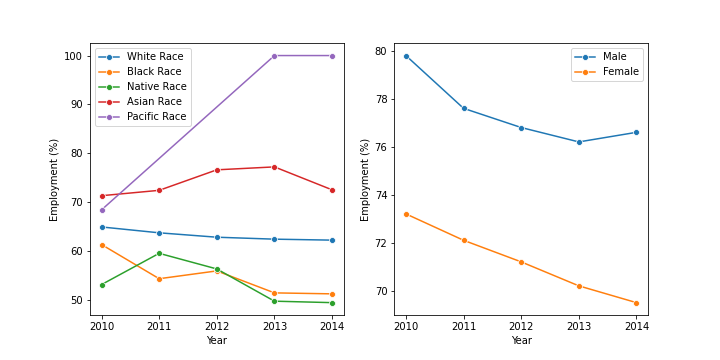 Employment (%)
100
90
80
70
60
50
White Race
Black Race
Native Race
Asian Race
Pacific Race
2010 2011 2012 2013 2014
Year
Employment (%)
80
78
76
74
72
70
Male
Female
2010 2011 2012 2013 2014
Year